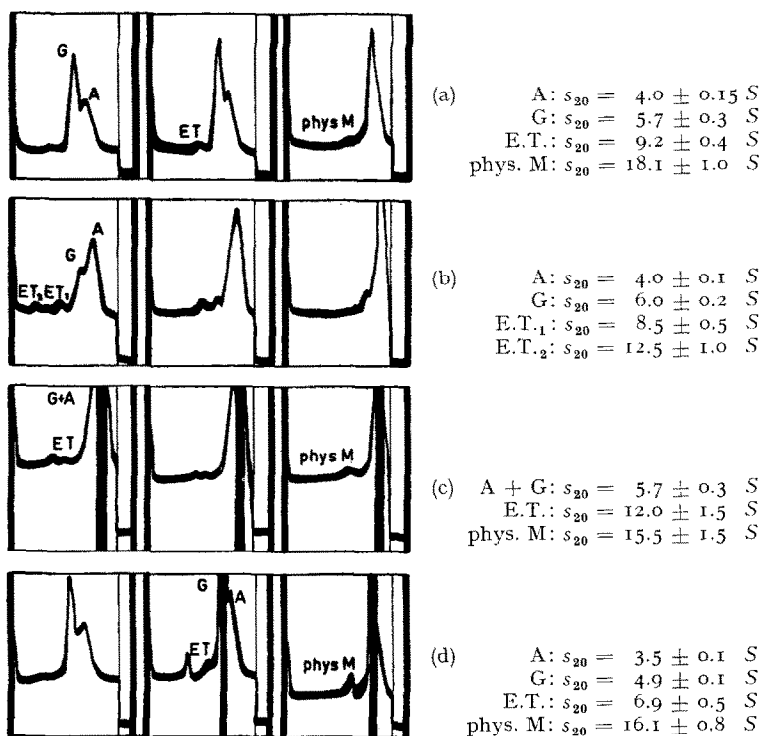 G
A
ET
phys M
(a)
A: s₂₀ = 4.0 ± 0.15 S
G: s₂₀ = 5.7 ± 0.3 S
E.T.: s₂₀ = 9.2 ± 0.4 S
phys. M: s₂₀ = 18.1 ± 1.0 S
A
G
ET₂ET₁
(b)
A: s₂₀ = 4.0 ± 0.1 S
G: s₂₀ = 6.0 ± 0.2 S
E.T.₁: s₂₀ = 8.5 ± 0.5 S
E.T.₂: s₂₀ = 12.5 ± 1.0 S
G+A
ET
phys M
(c)
A + G: s₂₀ = 5.7 ± 0.3 S
E.T.: s₂₀ = 12.0 ± 1.5 S
phys. M: s₂₀ = 15.5 ± 1.5 S
G
A
ET
phys M
(d)
A: s₂₀ = 3.5 ± 0.1 S
G: s₂₀ = 4.9 ± 0.1 S
E.T.: s₂₀ = 6.9 ± 0.5 S
phys. M: s₂₀ = 16.1 ± 0.8 S